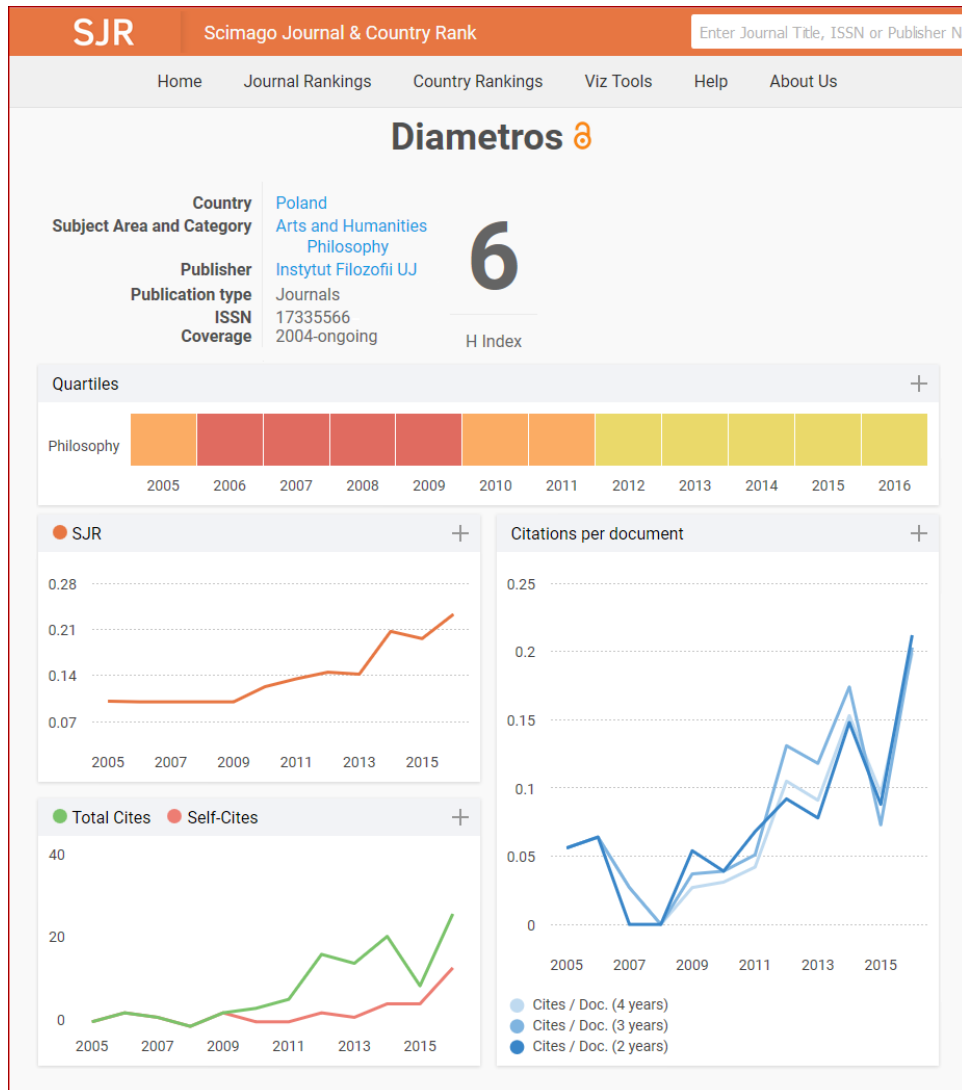 SJR
Scimago Journal & Country Rank
Enter Journal Title, ISSN or Publisher N
Home Journal Rankings Country Rankings Viz Tools Help About Us
Diametros
Country Poland
Subject Area and Category Arts and Humanities
Philosophy
Publisher Instytut Filozofii UJ
Publication type Journals
ISSN 17335566
Coverage 2004-ongoing
6
H Index
Quartiles
Philosophy
2005 2006 2007 2008 2009 2010 2011 2012 2013 2014 2015 2016
SJR
0.28
0.21
0.14
0.07
2005 2007 2009 2011 2013 2015
Total Cites Self-Cites
40
20
0
2005 2007 2009 2011 2013 2015
Citations per document
0.25
0.2
0.15
0.1
0.05
0
2005 2007 2009 2011 2013 2015
Cites / Doc. (4 years)
Cites / Doc. (3 years)
Cites / Doc. (2 years)